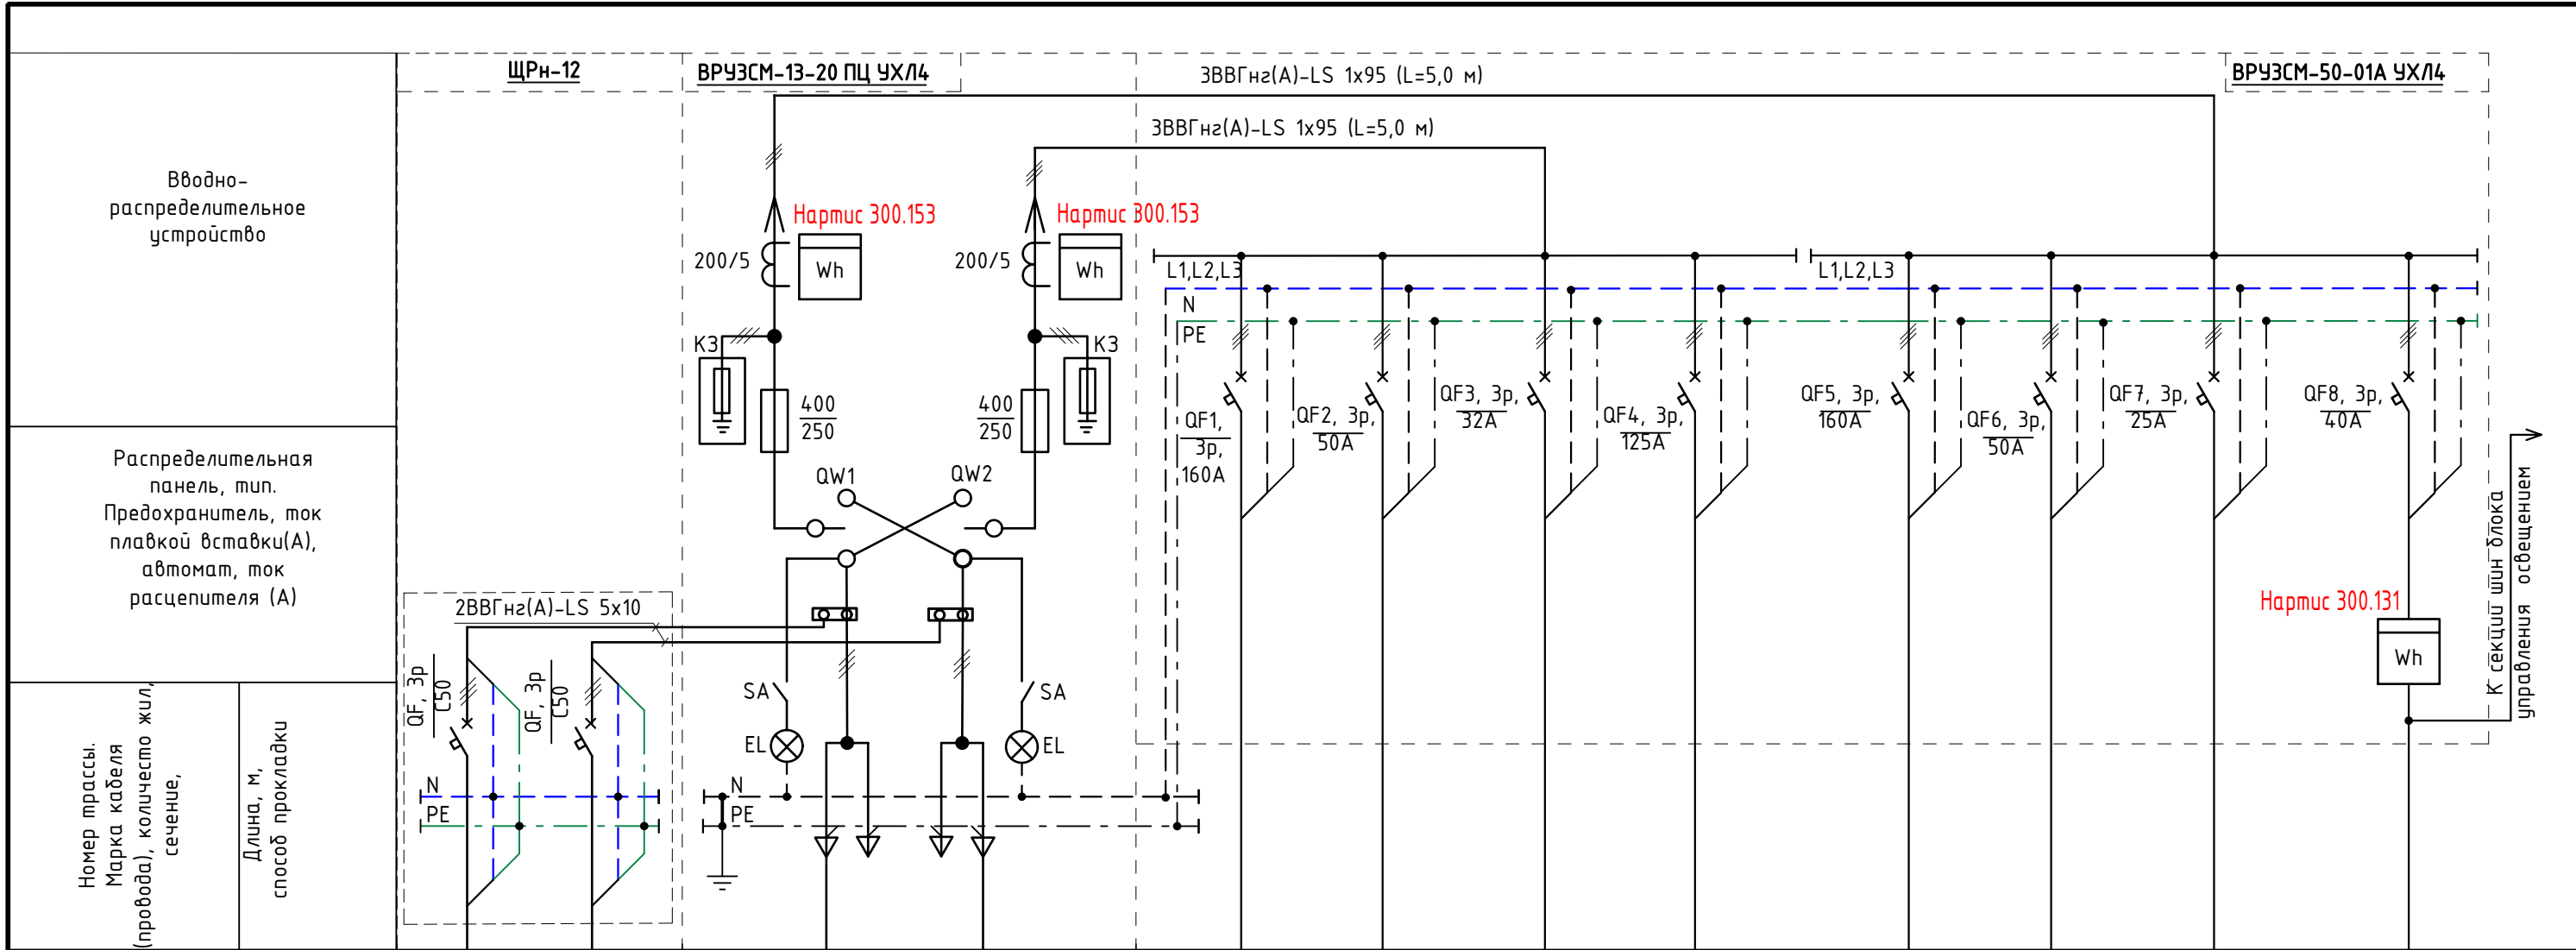 Вводно-
распределительное
устройство
Распределительная
панель, тип.
Предохранитель, ток
плавкой вставки(А),
автомат, ток
расцепителя (А)
Номер трассы.
Марка кабеля
(провода), количесто жил,
сечение,
Длина, м,
способ прокладки
ЩРн-12
2ВВГнг(А)-LS 5х10
QF, 3р
С50
QF, 3р
С50
N
PE
ВРУ3СМ-13-20 ПЦ УХЛ4
Нартис 300.153
200/5
Wh
Нартис 300.153
200/5
Wh
К3
400
250
400
250
К3
QW1
QW2
SA
SA
EL
EL
N
PE
3ВВГнг(А)-LS 1х95 (L=5,0 м)
3ВВГнг(А)-LS 1х95 (L=5,0 м)
ВРУ3СМ-50-01А УХЛ4
L1,L2,L3
L1,L2,L3
N
PE
QF1,
3р,
160А
QF2, 3р,
50А
QF3, 3р,
32А
QF4, 3р,
125А
QF5, 3р,
160А
QF6, 3р,
50А
QF7, 3р,
25А
QF8, 3р,
40А
Нартис 300.131
Wh
К секции шин блока
управления освещением